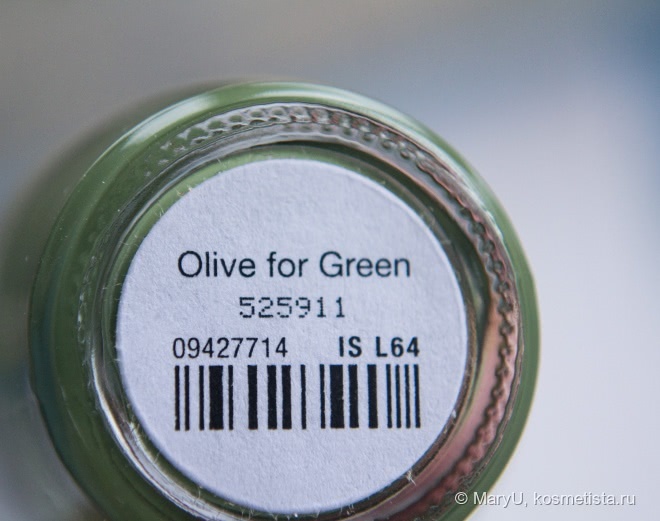 Olive for Green
525911
09427714 IS L64
© MaryU, kosmetista.ru